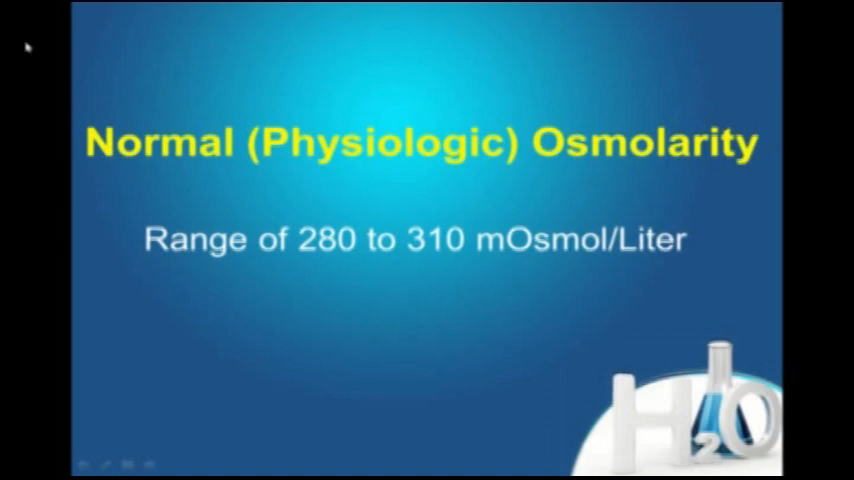 Normal (Physiologic) Osmolarity
Range of 280 to 310 mOsmol/Liter
H2O